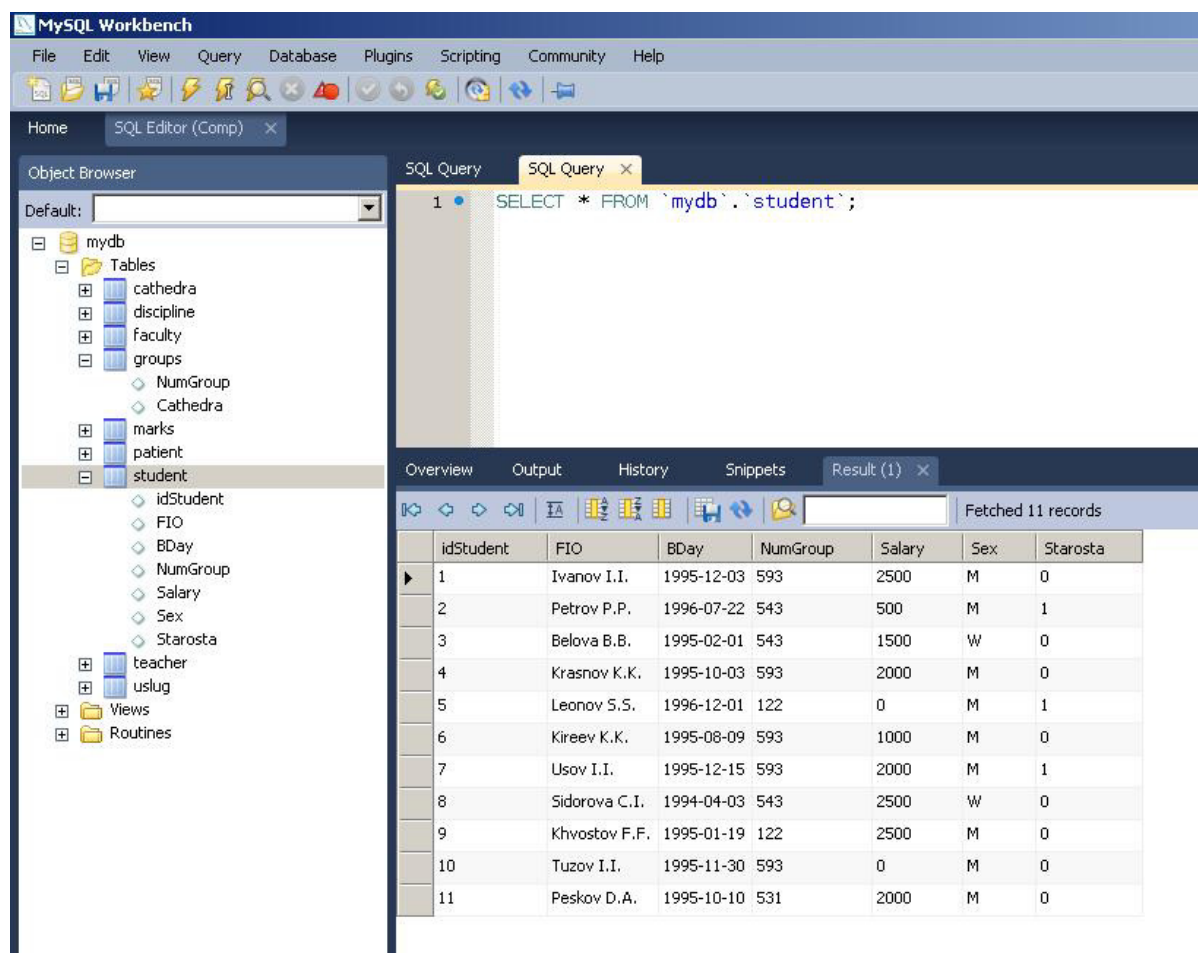 MySQL Workbench
File Edit View Query Database Plugins Scripting Community Help
Home SQL Editor (Comp)
Object Browser
Default:
mydb
Tables
cathedra
discipline
faculty
groups
NumGroup
Cathedra
marks
patient
student
idStudent
FIO
BDay
NumGroup
Salary
Sex
Starosta
teacher
uslug
Views
Routines
SQL Query SQL Query
1 SELECT * FROM `mydb`.`student`;
Overview Output History Snippets Result (1)
Fetched 11 records
idStudent FIO BDay NumGroup Salary Sex Starosta
1 Ivanov I.I. 1995-12-03 593 2500 M 0
2 Petrov P.P. 1996-07-22 543 500 M 1
3 Belova B.B. 1995-02-01 543 1500 W 0
4 Krasnov K.K. 1995-10-03 593 2000 M 0
5 Leonov S.S. 1996-12-01 122 0 M 1
6 Kireev K.K. 1995-08-09 593 1000 M 0
7 Usov I.I. 1995-12-15 593 2000 M 1
8 Sidorova C.I. 1994-04-03 543 2500 W 0
9 Khvostov F.F. 1995-01-19 122 2500 M 0
10 Tuzov I.I. 1995-11-30 593 0 M 0
11 Peskov D.A. 1995-10-10 531 2000 M 0